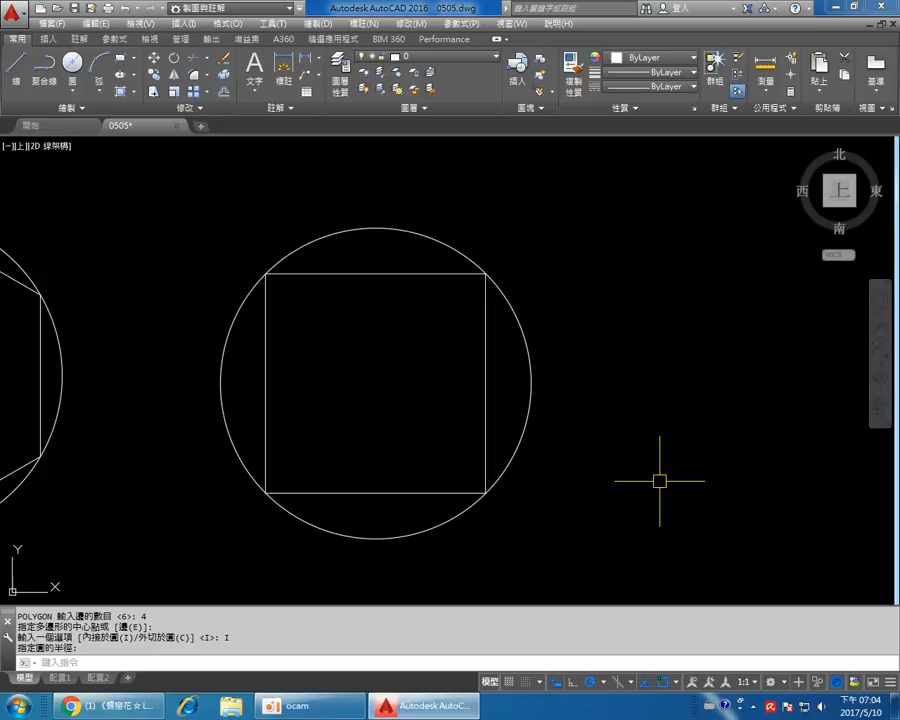 Autodesk AutoCAD 2016 0505.dwg
製圖與註解
鍵入關鍵字或片語
登入
檔案(F) 編輯(E) 檢視(V) 插入(I) 格式(O) 工具(T) 繪製(D) 標註(N) 修改(M) 參數式(P) 視窗(W) 說明(H)
常用 插入 註解 參數式 檢視 管理 輸出 增益集 A360 精選應用程式 BIM 360 Performance
線 聚合線 圓 弧 文字 標註 圖層性質 0 插入 複製性質 ByLayer 群組 測量 貼上 基準
ByLayer
ByLayer
繪製 修改 註解 圖層 圖塊 性質 群組 公用程式 剪貼簿 視圖
開始 0505*
[−][上][2D 線架構]
北
西 上 東
南
WCS
Y
X
POLYGON 輸入邊的數目 <6>: 4
指定多邊形的中心點或 [邊(E)]:
輸入一個選項 [內接於圓(I)/外切於圓(C)] <I>: I
指定圓的半徑:
鍵入指令
模型 配置1 配置2 +
模型 1:1
(1) 《蝶戀花☆L...
ocam
Autodesk AutoC...
下午 07:04
2017/5/10